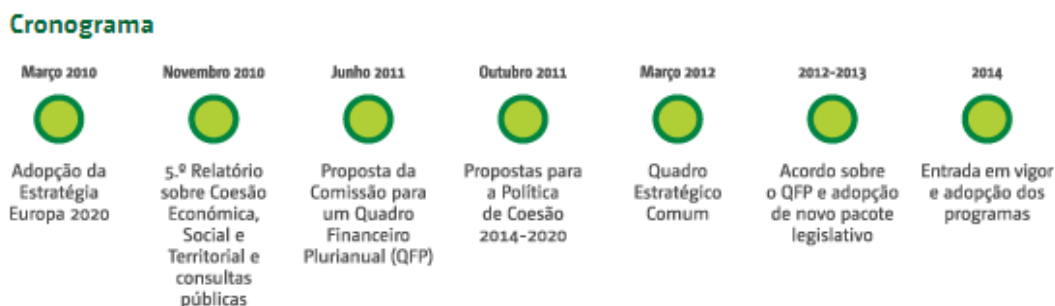 Cronograma
Março 2010
Adopção da
Estratégia
Europa 2020
Novembro 2010
5.º Relatório
sobre Coesão
Económica,
Social e
Territorial e
consultas
públicas
Junho 2011
Proposta da
Comissão para
um Quadro
Financeiro
Plurianual (QFP)
Outubro 2011
Propostas para
a Política
de Coesão
2014-2020
Março 2012
Quadro
Estratégico
Comum
2012-2013
Acordo sobre
o QFP e adopção
de novo pacote
legislativo
2014
Entrada em vigor
e adopção dos
programas